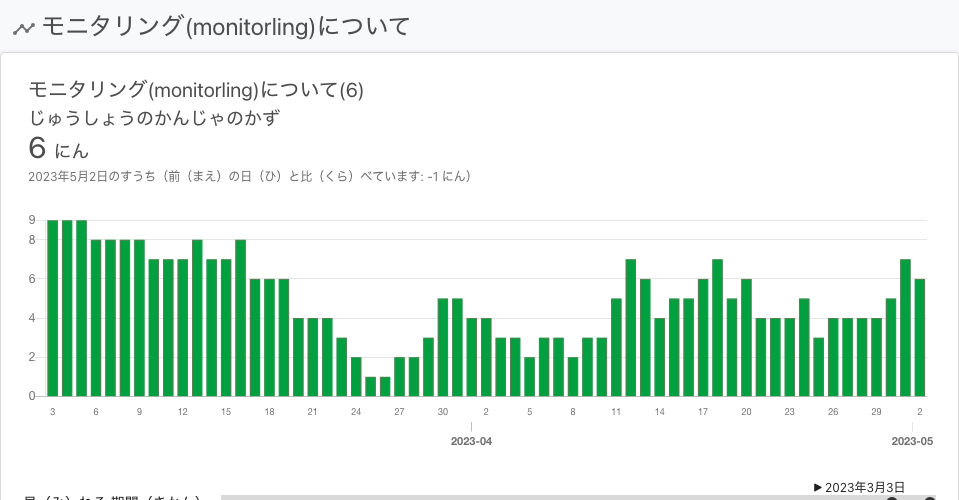 モニタリング(monitorling)について
モニタリング(monitorling)について(6)
じゅうしょうのかんじゃのかず
6 にん
2023年5月2日のすうち（前（まえ）の日（ひ）と比（くら）べています: -1 にん）
9
8
6
4
2
0
3 6 9 12 15 18 21 24 27 30 2 5 8 11 14 17 20 23 26 29 2
2023-04 2023-05
▶ 2023年3月3日